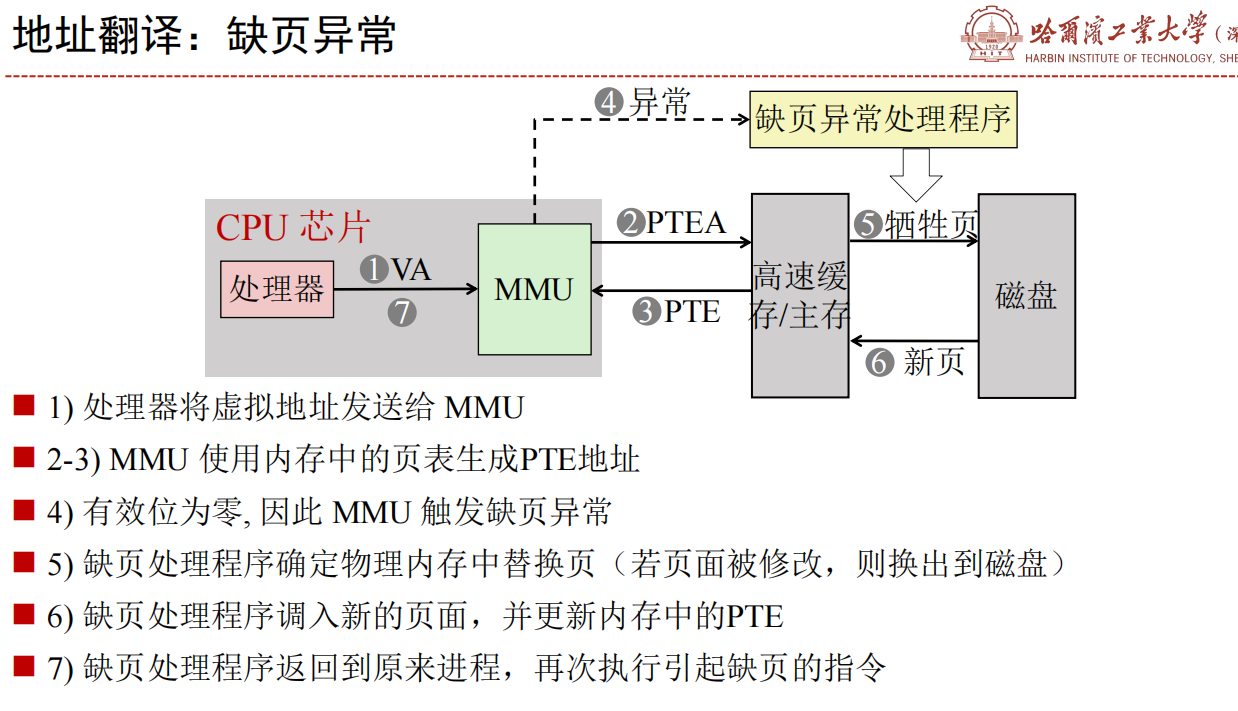 地址翻译：缺页异常
哈爾濱工業大學（深
HARBIN INSTITUTE OF TECHNOLOGY, SHE
1920
HIT
4 异常
缺页异常处理程序
CPU 芯片
2 PTEA
5 牺牲页
处理器
1 VA
7
MMU
高速缓
存/主存
磁盘
3 PTE
6 新页
1) 处理器将虚拟地址发送给 MMU
2-3) MMU 使用内存中的页表生成PTE地址
4) 有效位为零, 因此 MMU 触发缺页异常
5) 缺页处理程序确定物理内存中替换页（若页面被修改，则换出到磁盘）
6) 缺页处理程序调入新的页面，并更新内存中的PTE
7) 缺页处理程序返回到原来进程，再次执行引起缺页的指令